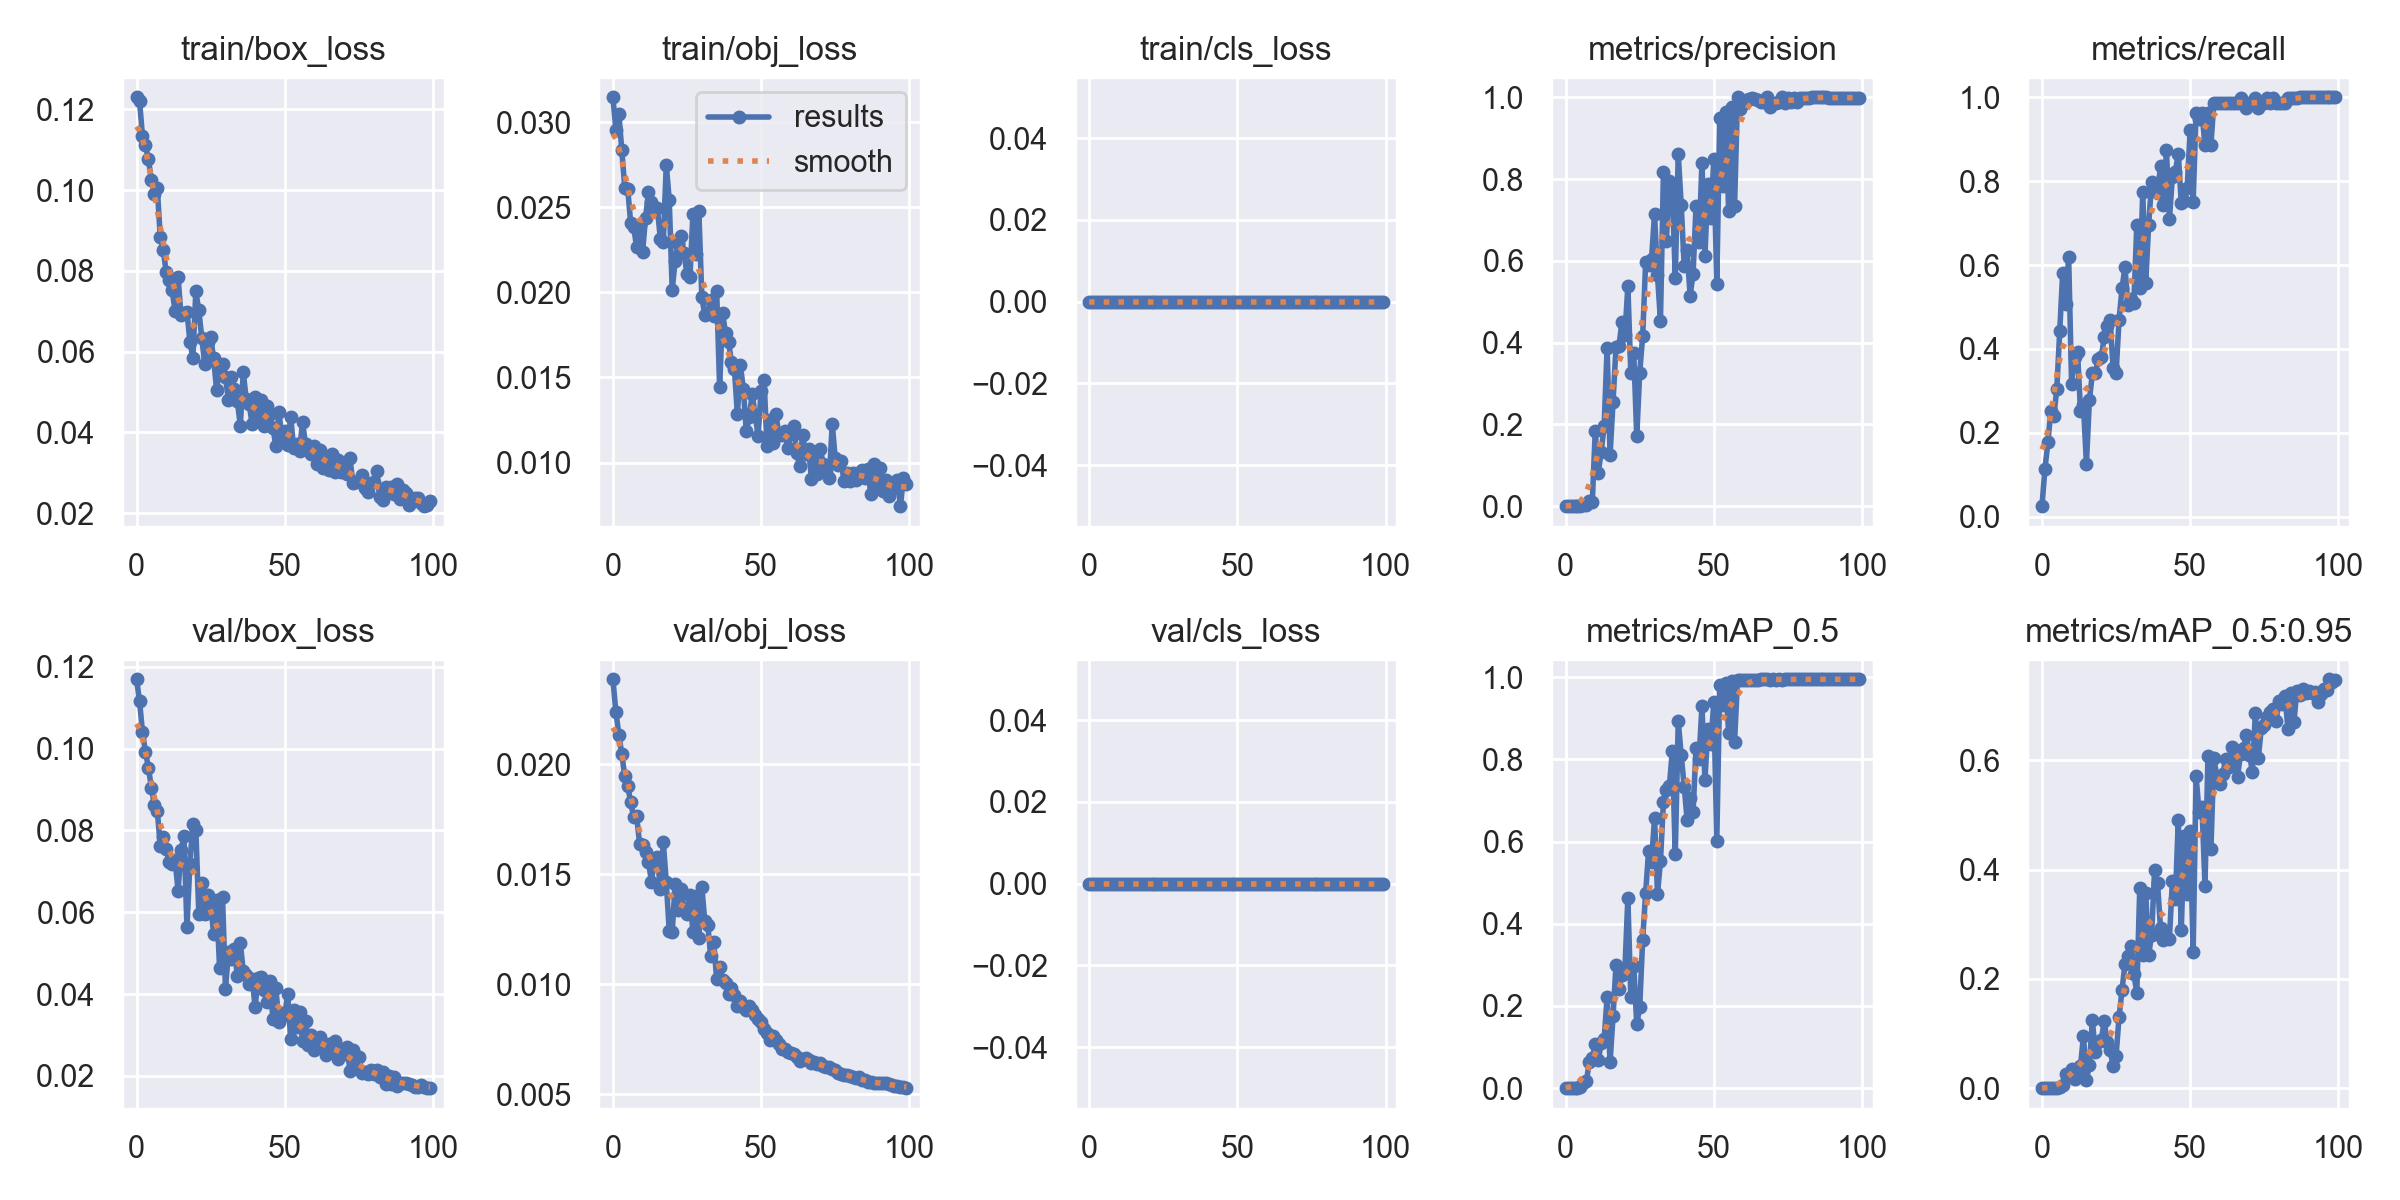 train/box_loss
0.12
0.10
0.08
0.06
0.04
0.02
0 50 100
train/obj_loss
results
smooth
0.030
0.025
0.020
0.015
0.010
0 50 100
train/cls_loss
0.04
0.02
0.00
−0.02
−0.04
0 50 100
metrics/precision
1.0
0.8
0.6
0.4
0.2
0.0
0 50 100
metrics/recall
1.0
0.8
0.6
0.4
0.2
0.0
0 50 100
val/box_loss
0.12
0.10
0.08
0.06
0.04
0.02
0 50 100
val/obj_loss
0.020
0.015
0.010
0.005
0 50 100
val/cls_loss
0.04
0.02
0.00
−0.02
−0.04
0 50 100
metrics/mAP_0.5
1.0
0.8
0.6
0.4
0.2
0.0
0 50 100
metrics/mAP_0.5:0.95
0.6
0.4
0.2
0.0
0 50 100